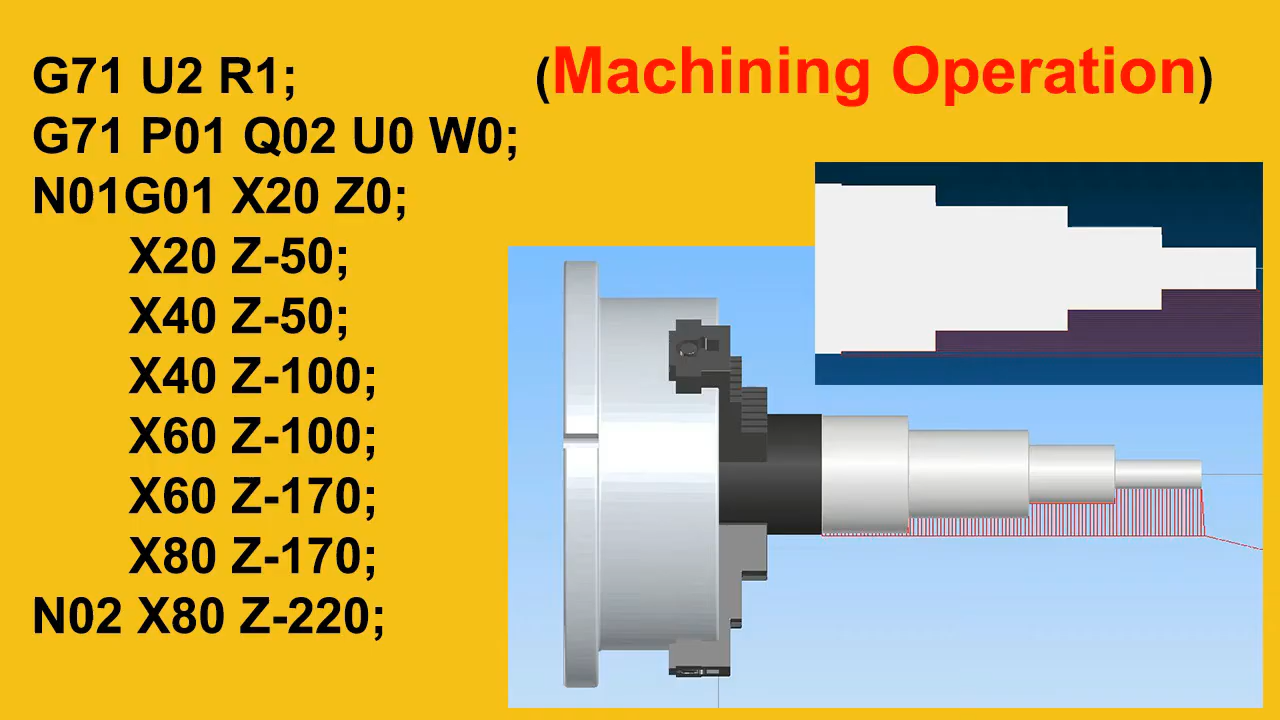 G71 U2 R1;
(Machining Operation)
G71 P01 Q02 U0 W0;
N01G01 X20 Z0;
X20 Z-50;
X40 Z-50;
X40 Z-100;
X60 Z-100;
X60 Z-170;
X80 Z-170;
N02 X80 Z-220;